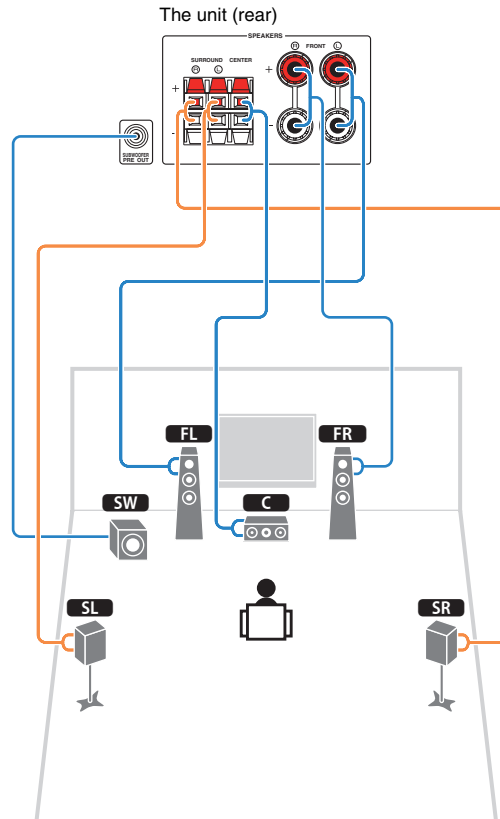 The unit (rear)
SPEAKERS
SURROUND CENTER
R L
R FRONT L
+ +
- -
SUBWOOFER
PRE OUT
FL FR
SW C
SL SR